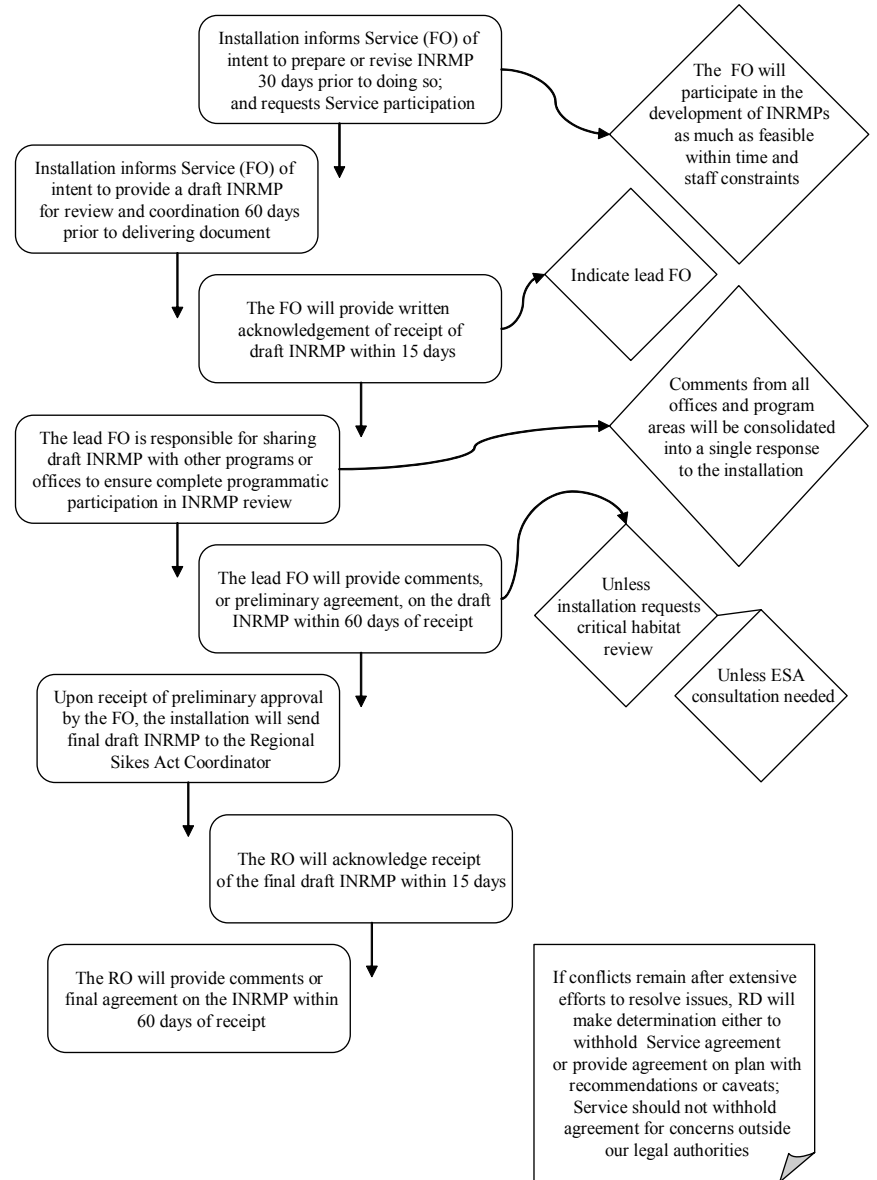 Installation informs Service (FO) of
intent to prepare or revise INRMP
30 days prior to doing so;
and requests Service participation
The FO will
participate in the
development of INRMPs
as much as feasible
within time and
staff constraints
Installation informs Service (FO) of
intent to provide a draft INRMP
for review and coordination 60 days
prior to delivering document
Indicate lead FO
The FO will provide written
acknowledgement of receipt of
draft INRMP within 15 days
Comments from all
offices and program
areas will be consolidated
into a single response
to the installation
The lead FO is responsible for sharing
draft INRMP with other programs or
offices to ensure complete programmatic
participation in INRMP review
The lead FO will provide comments,
or preliminary agreement, on the draft
INRMP within 60 days of receipt
Unless
installation requests
critical habitat
review
Unless ESA
consultation needed
Upon receipt of preliminary approval
by the FO, the installation will send
final draft INRMP to the Regional
Sikes Act Coordinator
The RO will acknowledge receipt
of the final draft INRMP within 15 days
The RO will provide comments or
final agreement on the INRMP within
60 days of receipt
If conflicts remain after extensive
efforts to resolve issues, RD will
make determination either to
withhold Service agreement
or provide agreement on plan with
recommendations or caveats;
Service should not withhold
agreement for concerns outside
our legal authorities